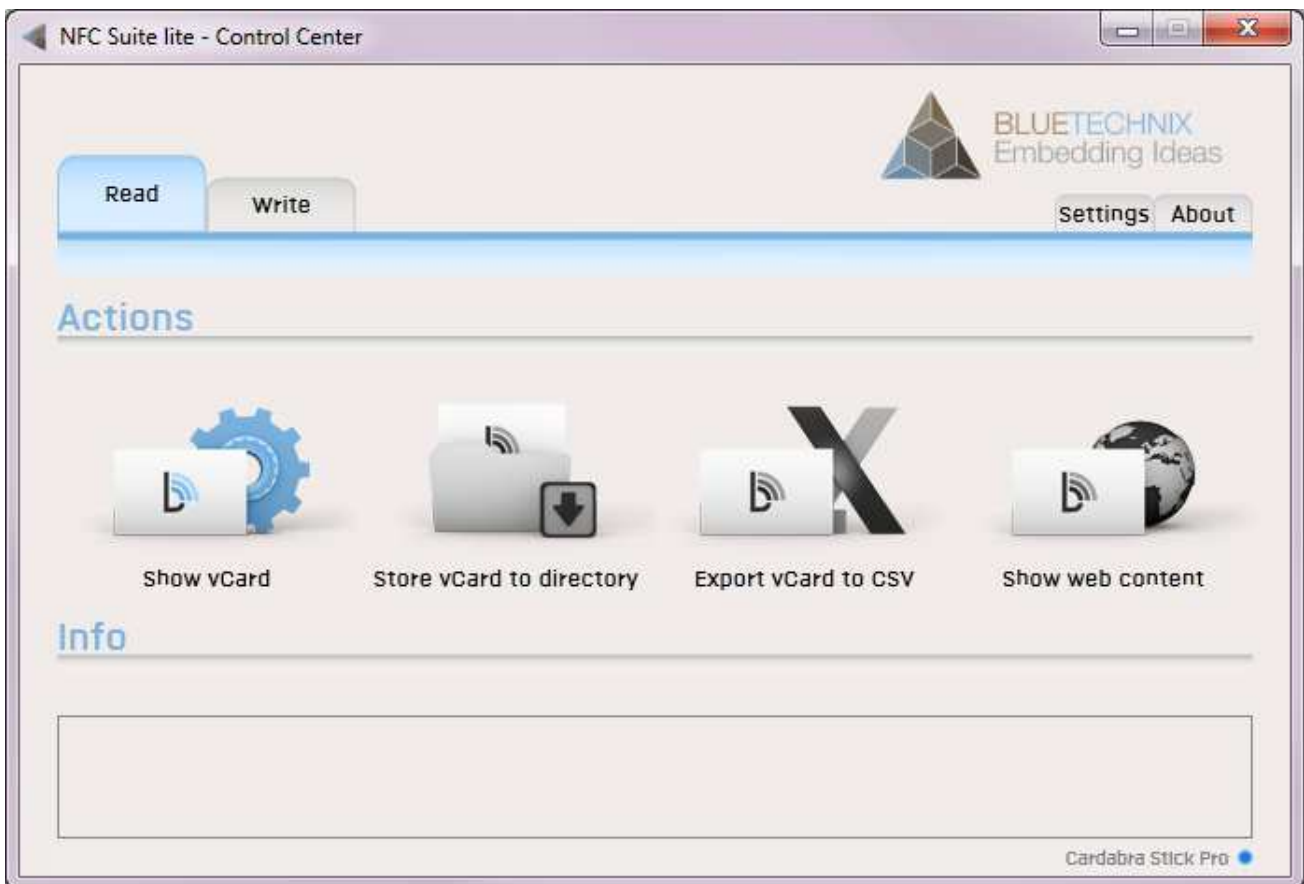 NFC Suite lite - Control Center
BLUETECHNIX
Embedding Ideas
Read
Write
Settings
About
Actions
Show vCard
Store vCard to directory
Export vCard to CSV
Show web content
Info
Cardabra Stick Pro